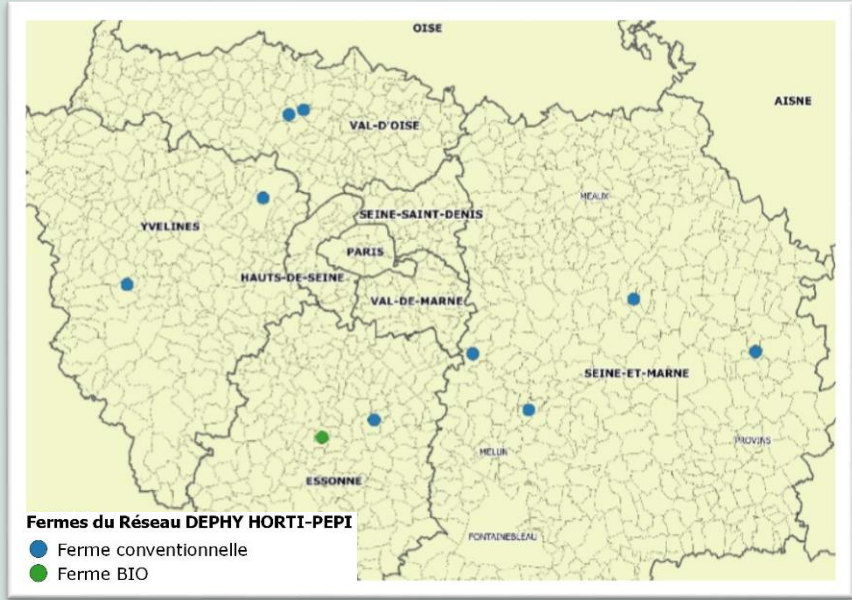 OISE
AISNE
VAL-D'OISE
MEAUX
SEINE-SAINT-DENIS
YVELINES
PARIS
HAUTS-DE-SEINE
VAL-DE-MARNE
SEINE-ET-MARNE
PROVINS
MELUN
ESSONNE
FONTAINEBLEAU
Fermes du Réseau DEPHY HORTI-PEPI
Ferme conventionnelle
Ferme BIO